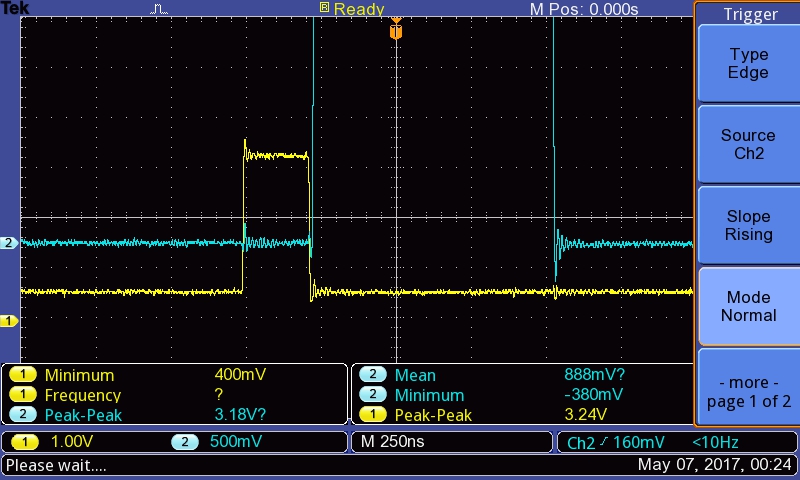 Tek
R Ready
M Pos: 0.000s
Trigger
T
Type
Edge
Source
Ch2
Slope
Rising
Mode
Normal
- more -
page 1 of 2
2
1
1 Minimum 400mV
1 Frequency ?
2 Peak-Peak 3.18V?
2 Mean 888mV?
2 Minimum -380mV
1 Peak-Peak 3.24V
1 1.00V 2 500mV
M 250ns
Ch2 160mV <10Hz
Please wait....
May 07, 2017, 00:24